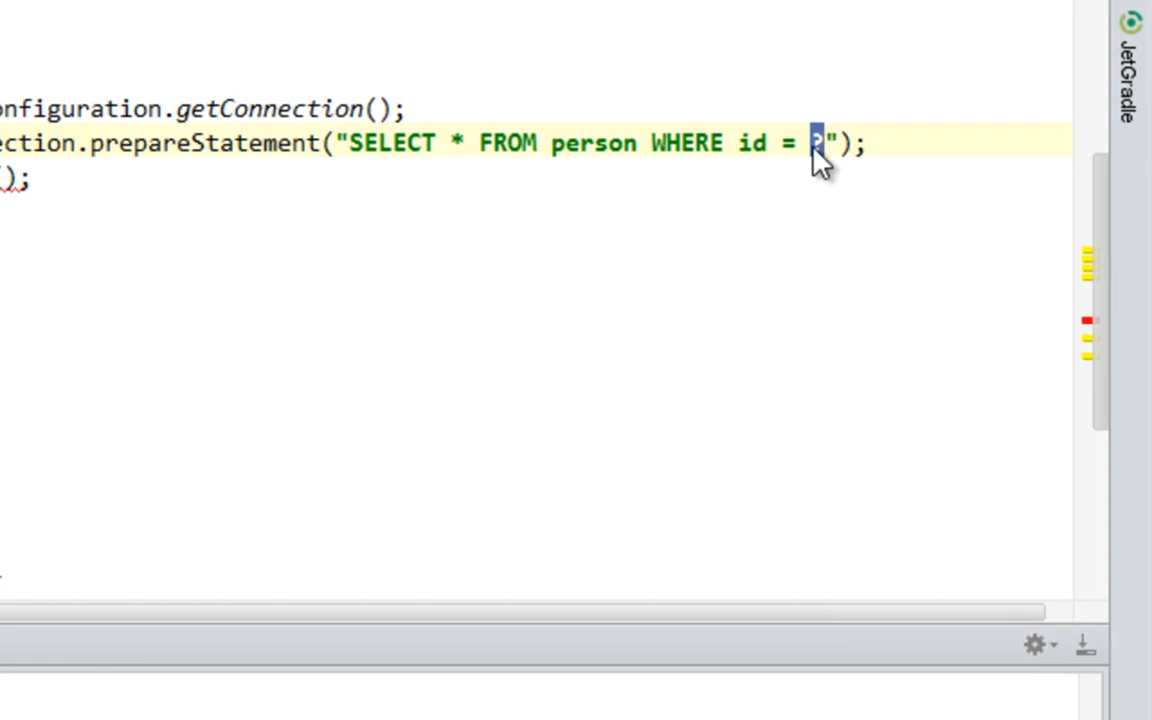 onfiguration.getConnection();
ection.prepareStatement("SELECT * FROM person WHERE id = ?");
();
JetGradle